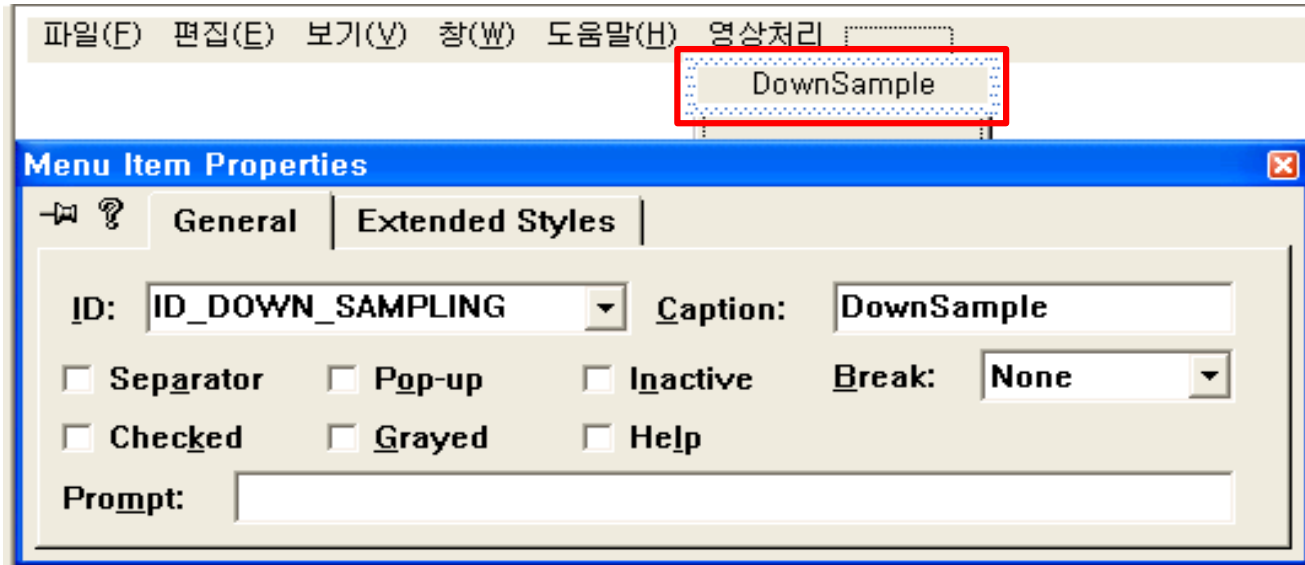 파일(F) 편집(E) 보기(V) 창(W) 도움말(H) 영상처리
DownSample
Menu Item Properties
General Extended Styles
ID: ID_DOWN_SAMPLING Caption: DownSample
Separator Pop-up Inactive Break: None
Checked Grayed Help
Prompt: